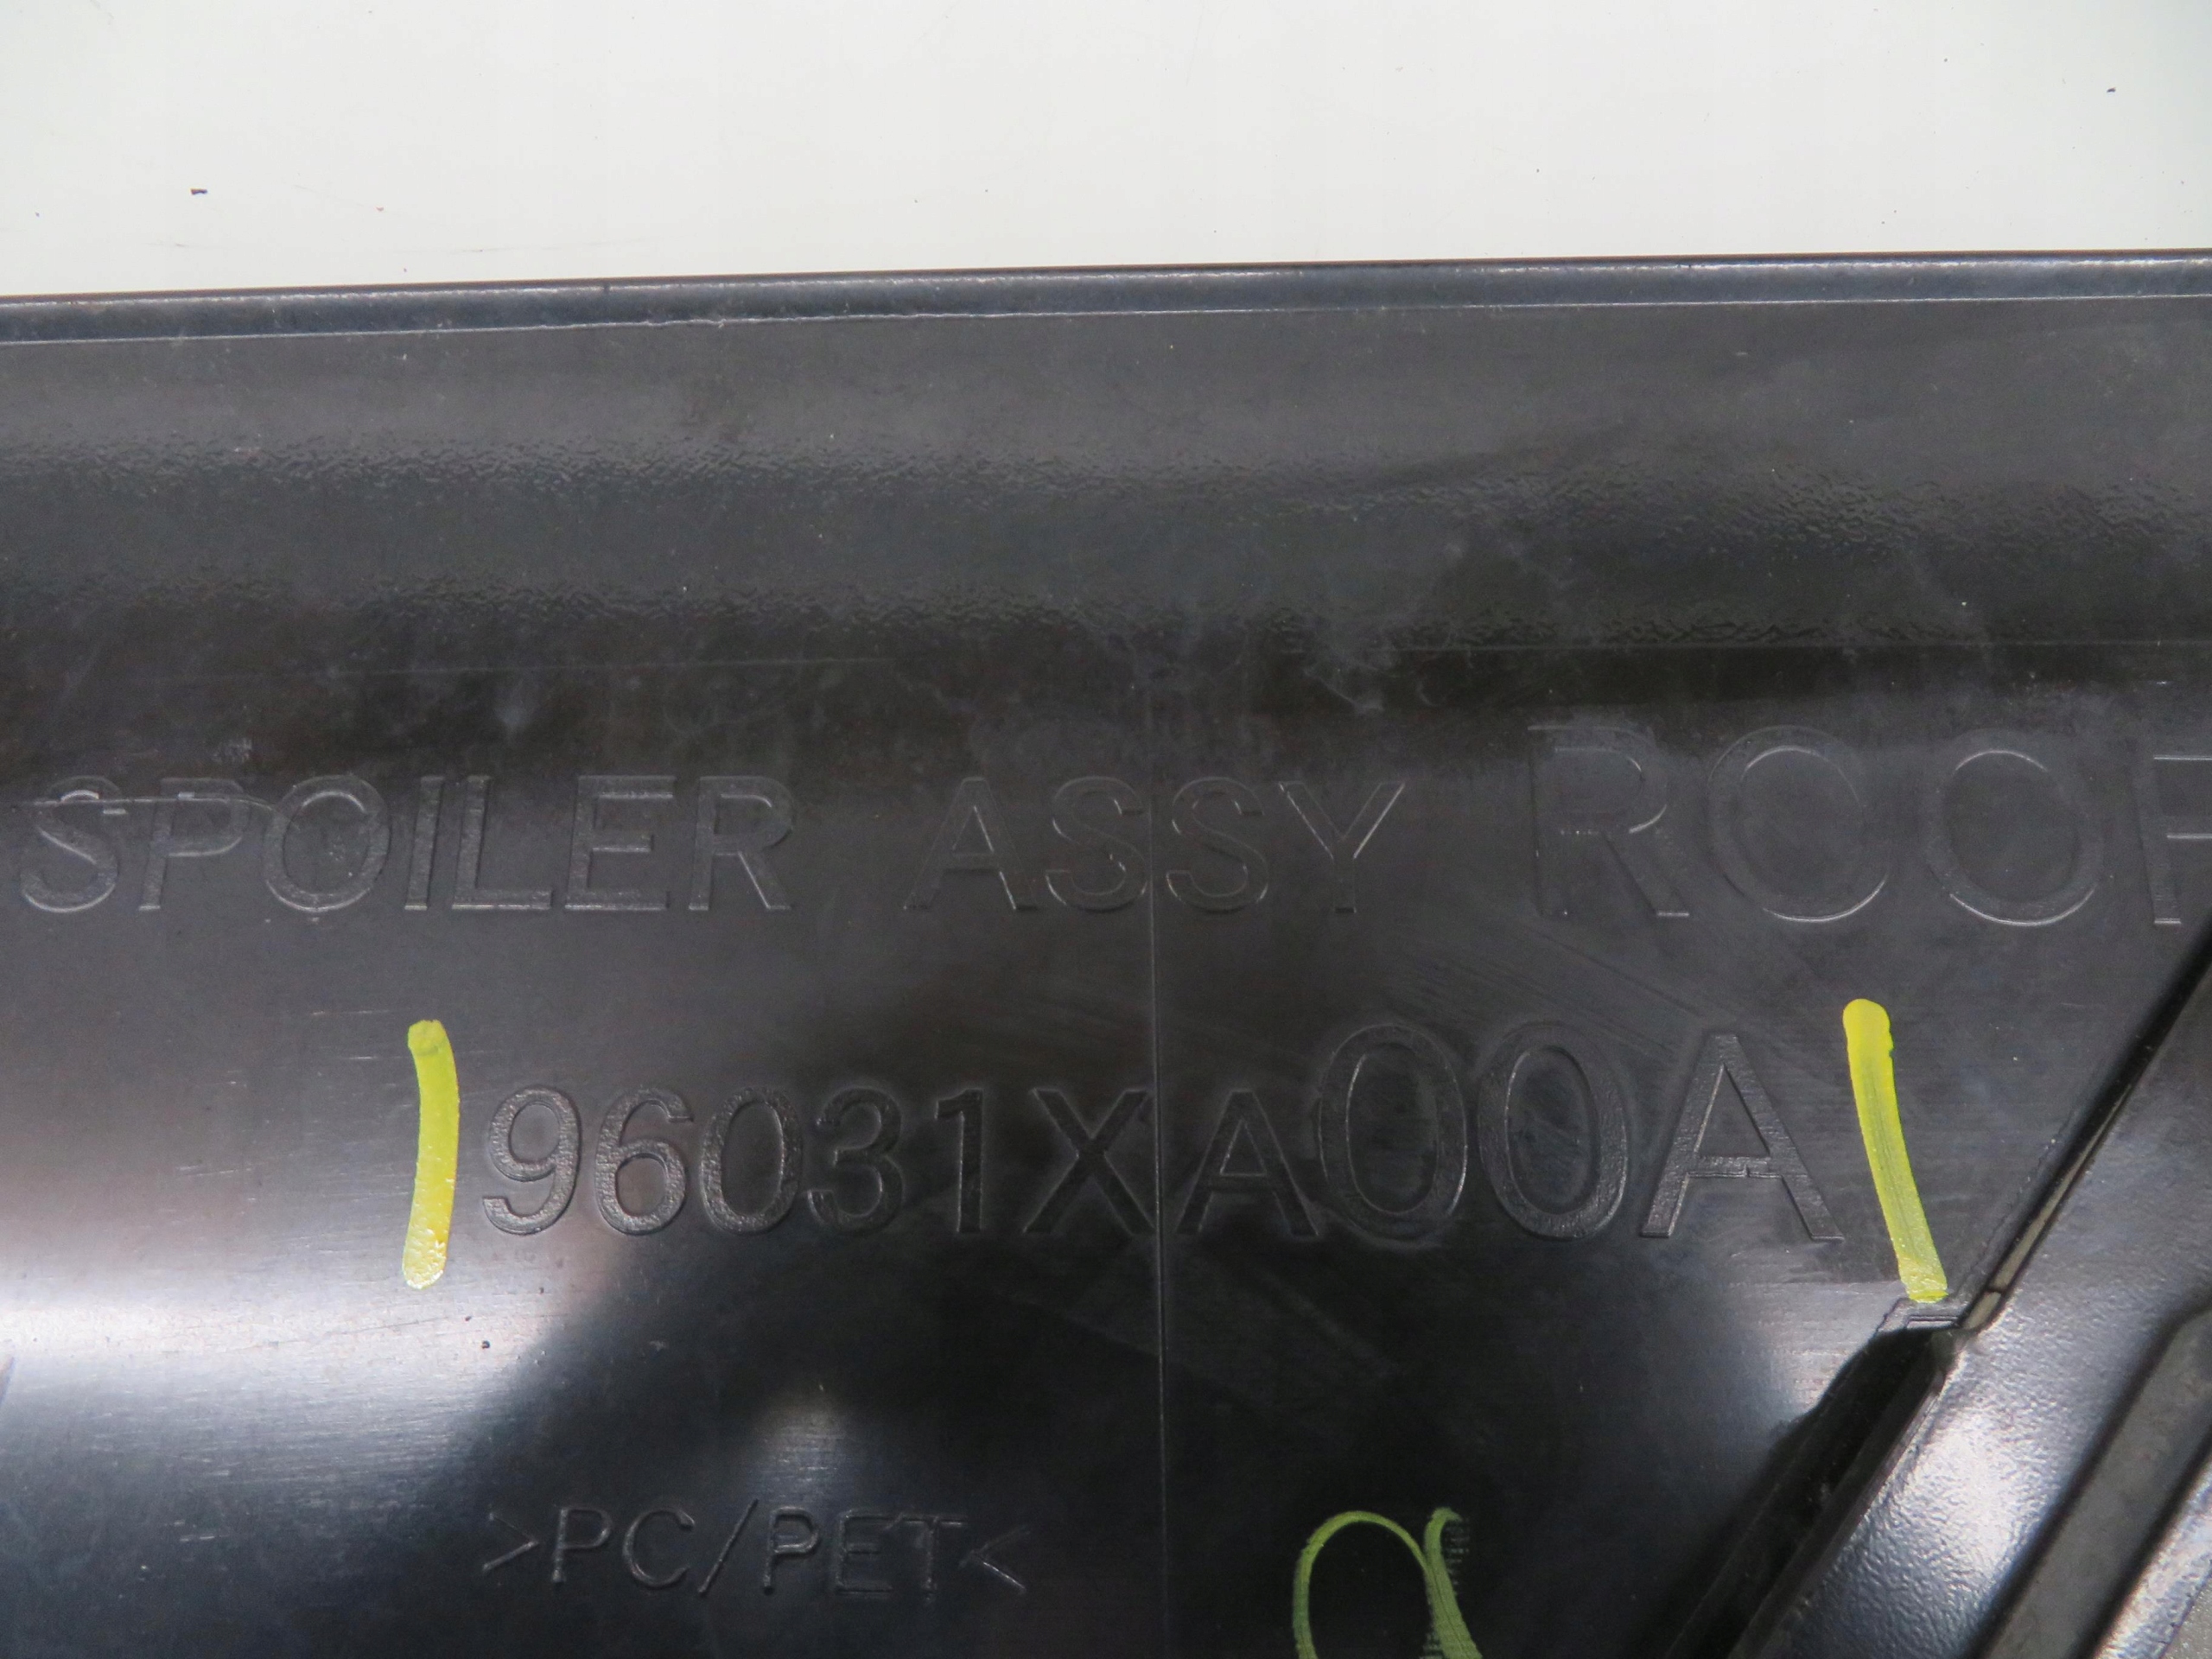 SPOILER ASSY ROOF
96031XA00A
>PC/PET<